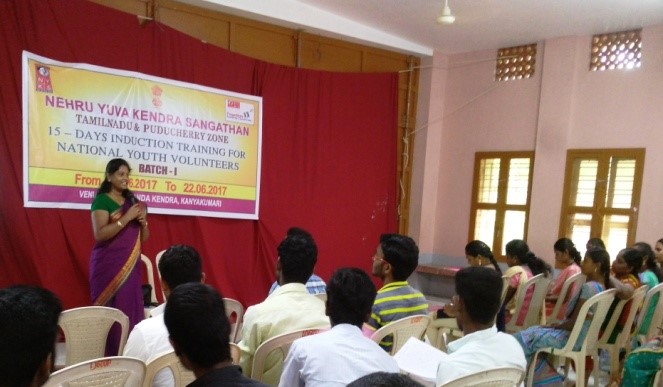 NEHRU YUVA KENDRA SANGATHAN
TAMILNADU & PUDUCHERRY ZONE
15 – DAYS INDUCTION TRAINING FOR
NATIONAL YOUTH VOLUNTEERS
BATCH - I
From .2017 To 22.06.2017
KENDRA, KANYAKUMARI